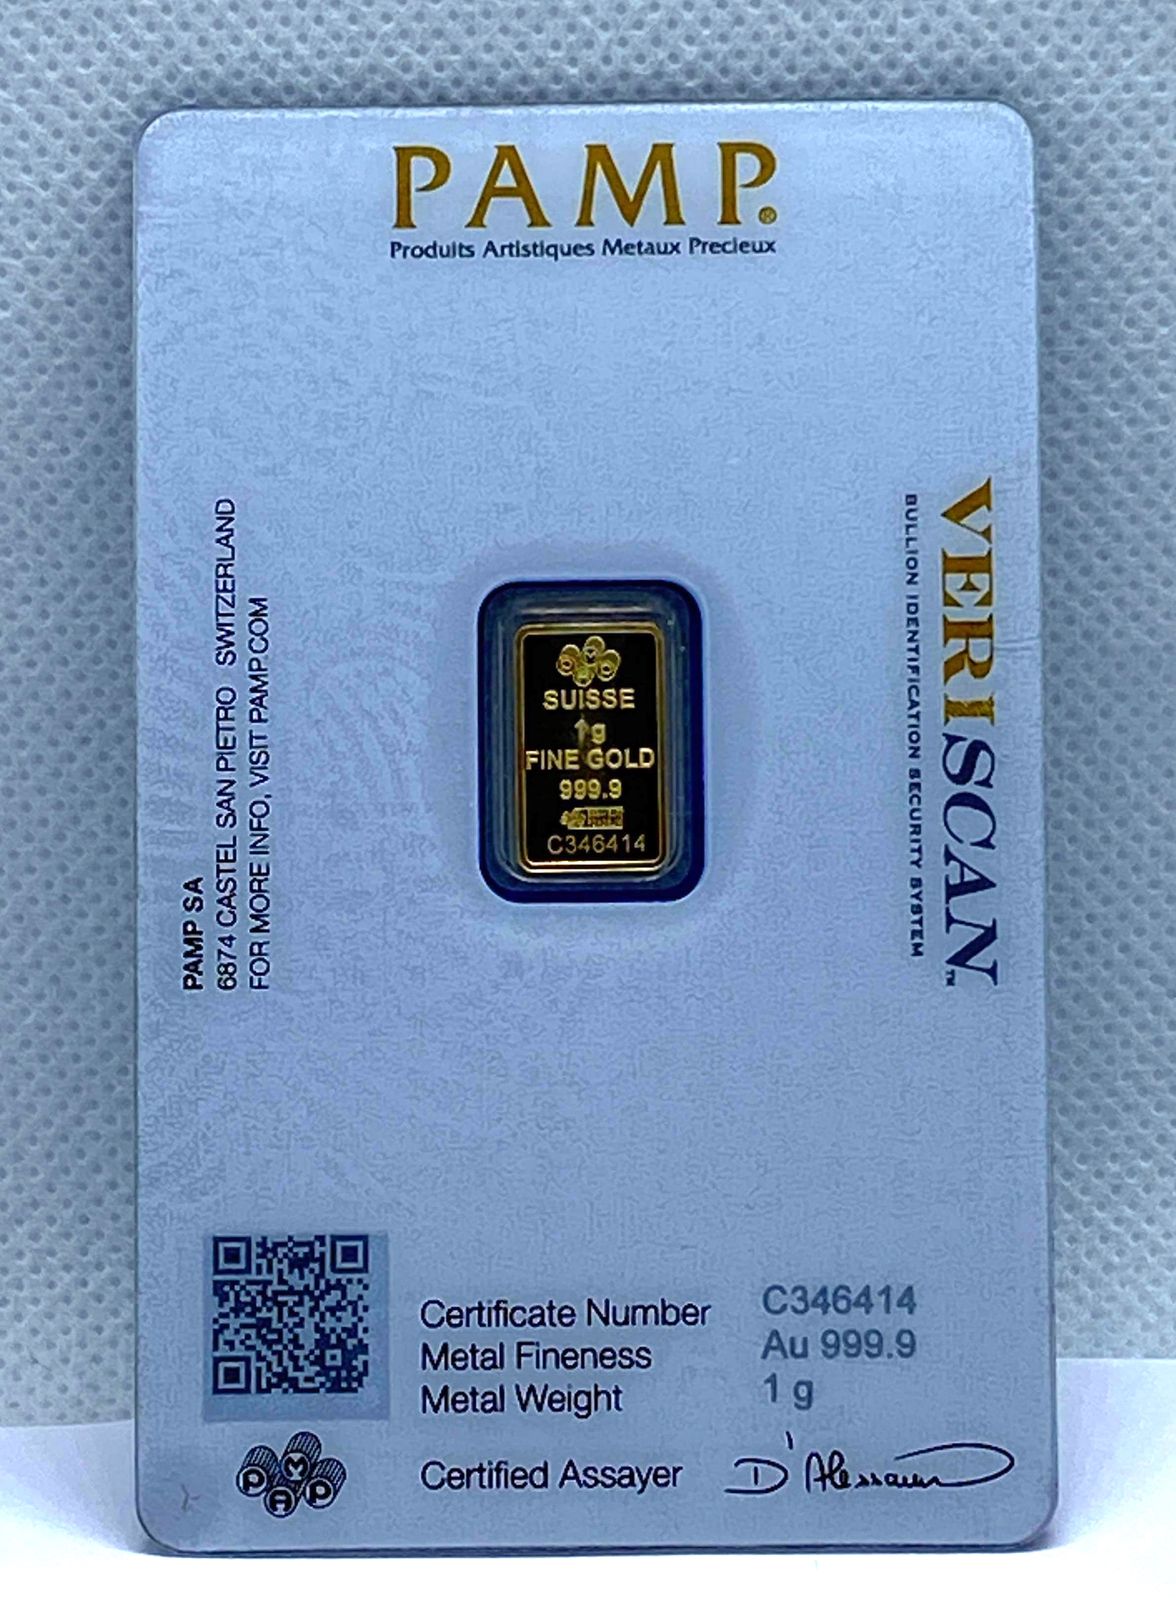 PAMP®
Produits Artistiques Metaux Precieux
PAMP SA
6874 CASTEL SAN PIETRO SWITZERLAND
FOR MORE INFO, VISIT PAMP.COM
SUISSE
1g
FINE GOLD
999.9
C346414
VERISCAN™
BULLION IDENTIFICATION SECURITY SYSTEM
Certificate Number C346414
Metal Fineness Au 999.9
Metal Weight 1 g
PAMP
Certified Assayer